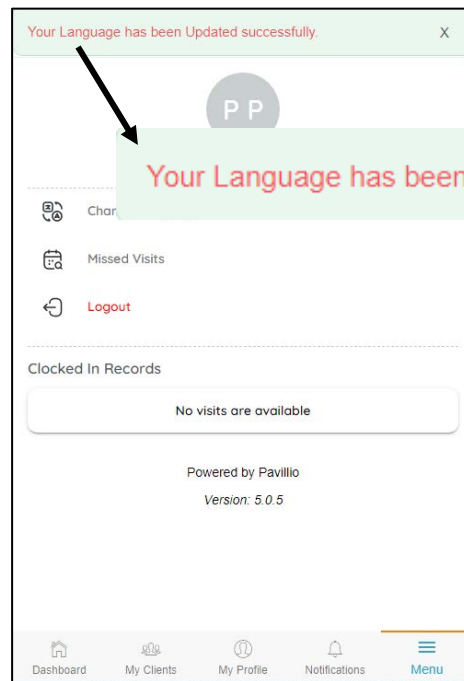 Your Language has been Updated successfully. X
P P
Your Language has been
Char
Missed Visits
Logout
Clocked In Records
No visits are available
Powered by Pavillio
Version: 5.0.5
Dashboard My Clients My Profile Notifications Menu